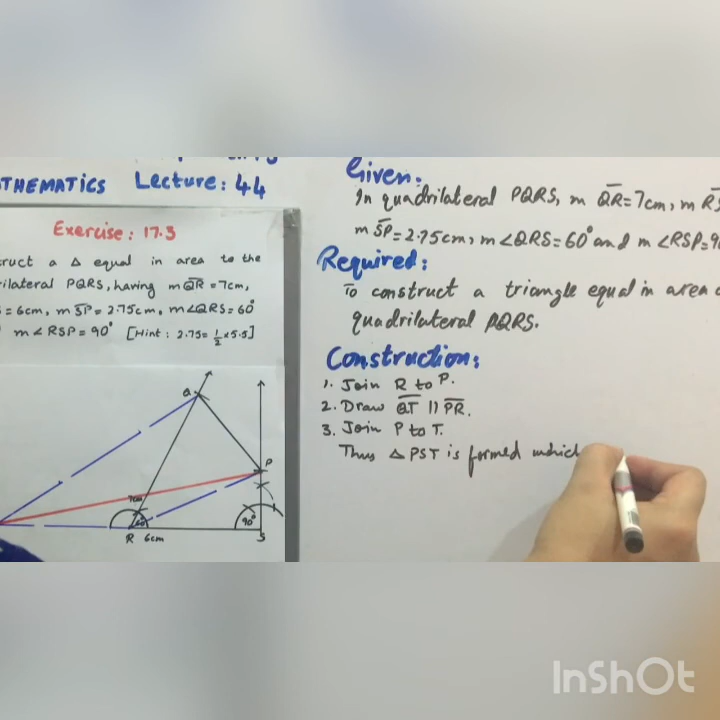 THEMATICS Lecture: 44
Exercise: 17.3
ruct a Δ equal in area to the
rilateral PQRS, having mQR = 7cm,
= 6cm, mSP = 2.75cm, m∠QRS = 60°
m∠RSP = 90° [Hint: 2.75 = 1/2 x 5.5]
Q
P
7cm
60°
90°
R 6cm S
Given:
In quadrilateral PQRS, m QR = 7cm, m RS
m SP = 2.75cm, m∠QRS = 60° and m∠RSP = 90
Required:
To construct a triangle equal in area
quadrilateral PQRS.
Construction:
1. Join R to P.
2. Draw QT || PR.
3. Join P to T.
Thus Δ PST is formed which
InShOt